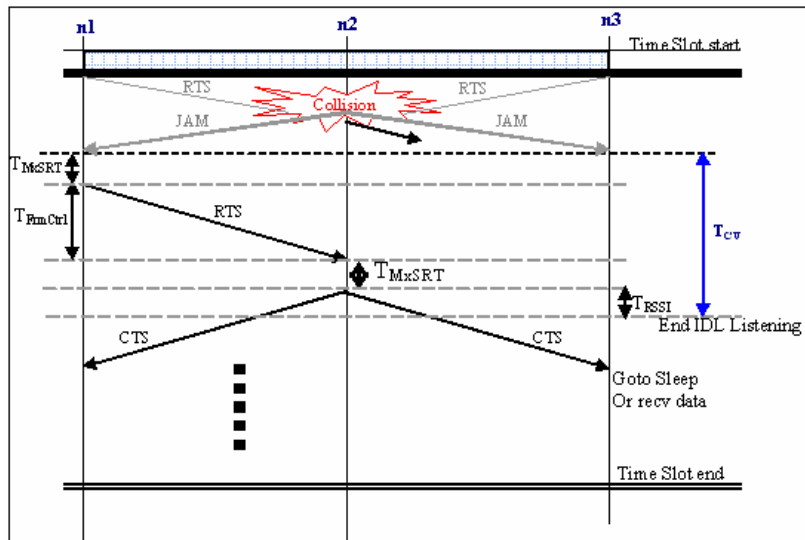 n1 n2 n3
Time Slot start
RTS RTS
Collision
JAM JAM
TMxSRT
TFrmCtrl
RTS
TCW
TMxSRT
TRSSI
End IDL Listening
CTS CTS
Goto Sleep
Or recv data
Time Slot end